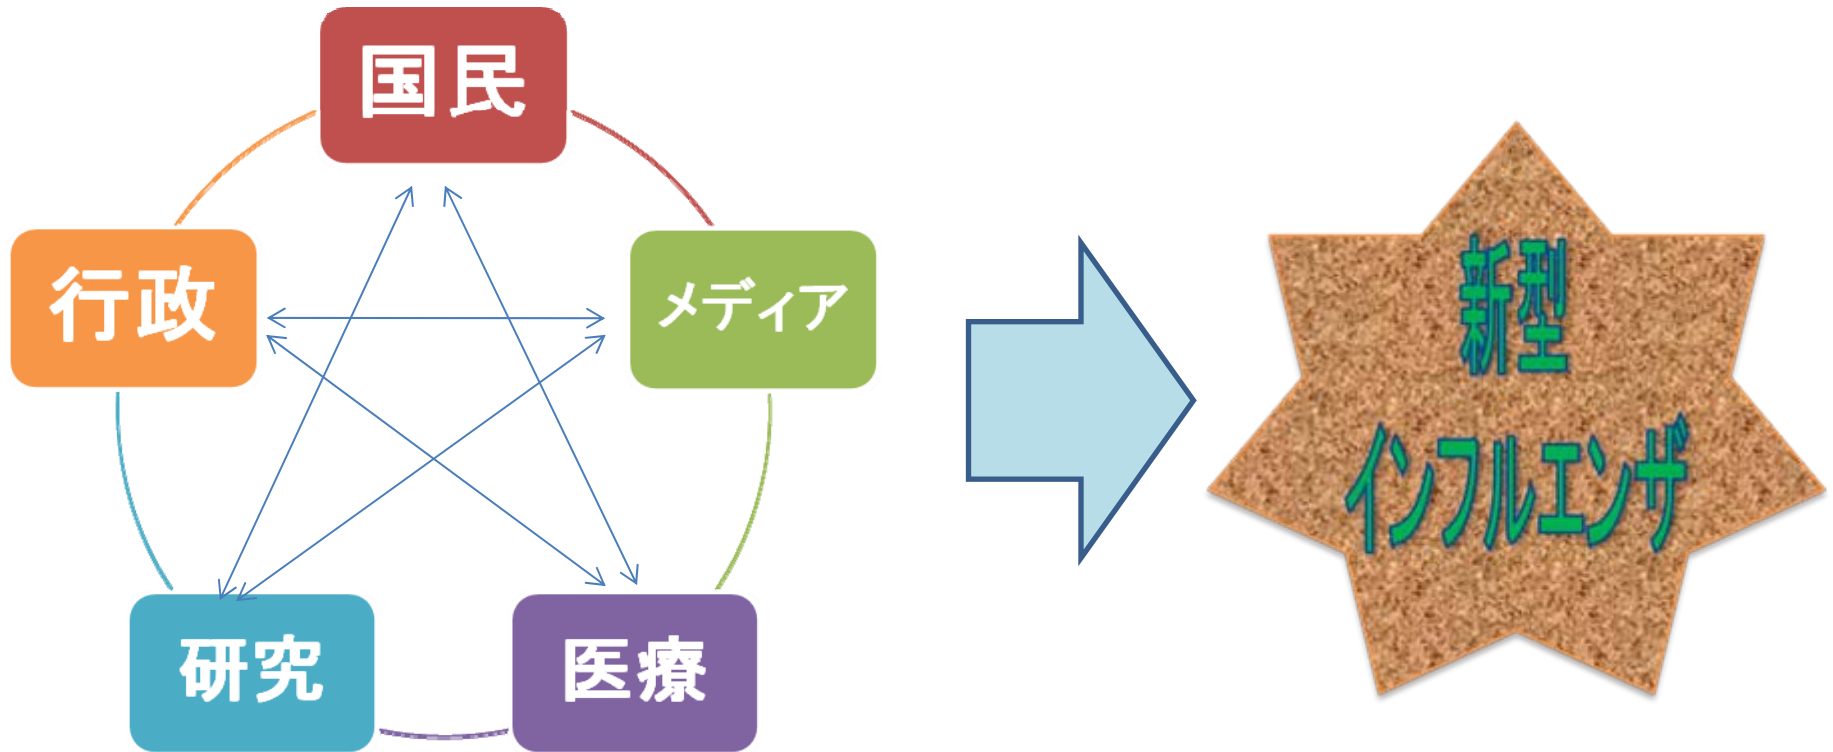 国民
行政
メディア
研究
医療
新型
インフルエンザ